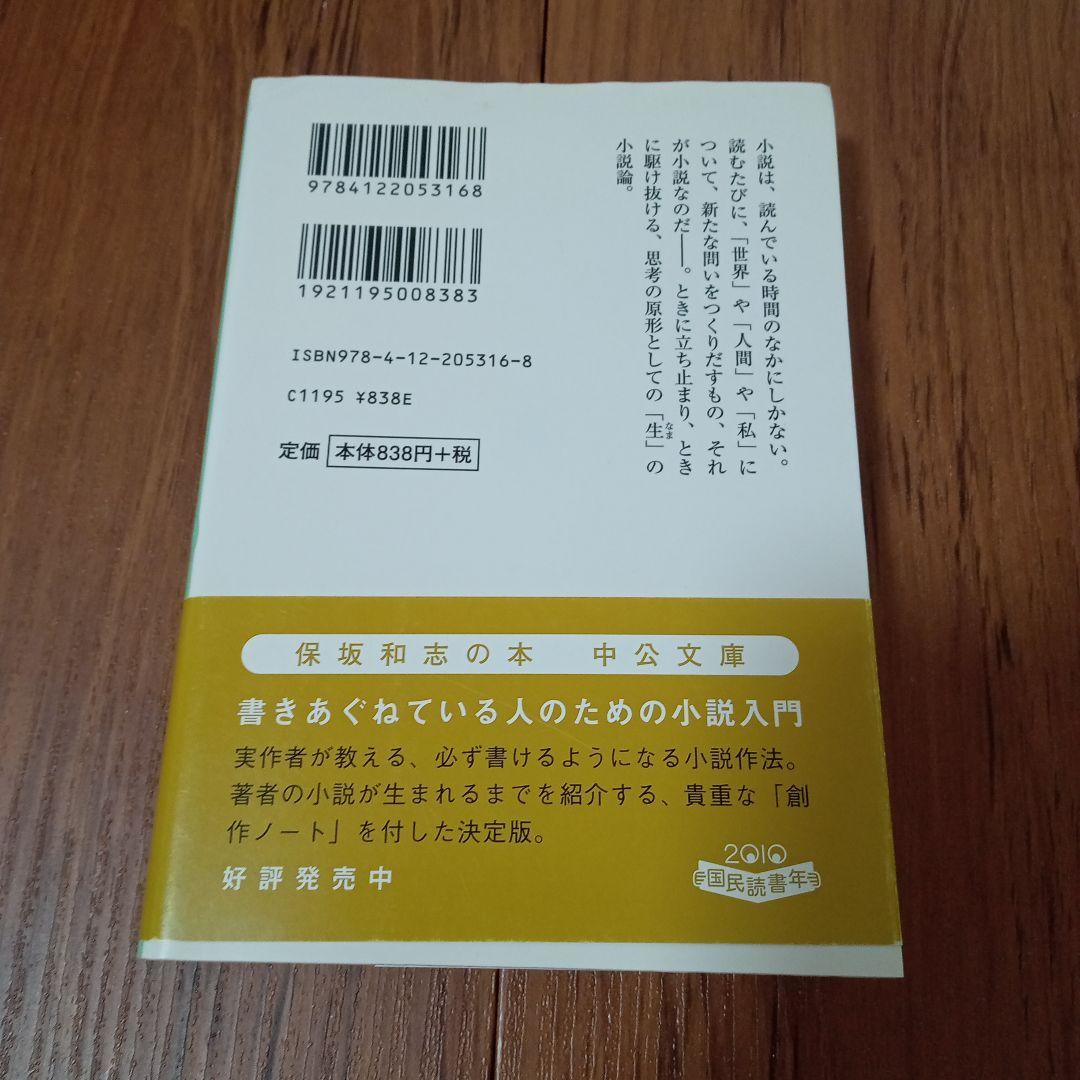 小説は、読んでいる時間のなかにしかない。
読むたびに、「世界」や「人間」や「私」に
ついて、新たな問いをつくりだすもの、それ
が小説なのだ――。ときに立ち止まり、とき
に駆け抜ける、思考の原形としての「生」の
なま
小説論。
9784122053168
1921195008383
ISBN978-4-12-205316-8
C1195 ¥838E
定価 本体838円+税
保坂和志の本 中公文庫
書きあぐねている人のための小説入門
実作者が教える、必ず書けるようになる小説作法。
著者の小説が生まれるまでを紹介する、貴重な「創
作ノート」を付した決定版。
好評発売中
2010
国民読書年